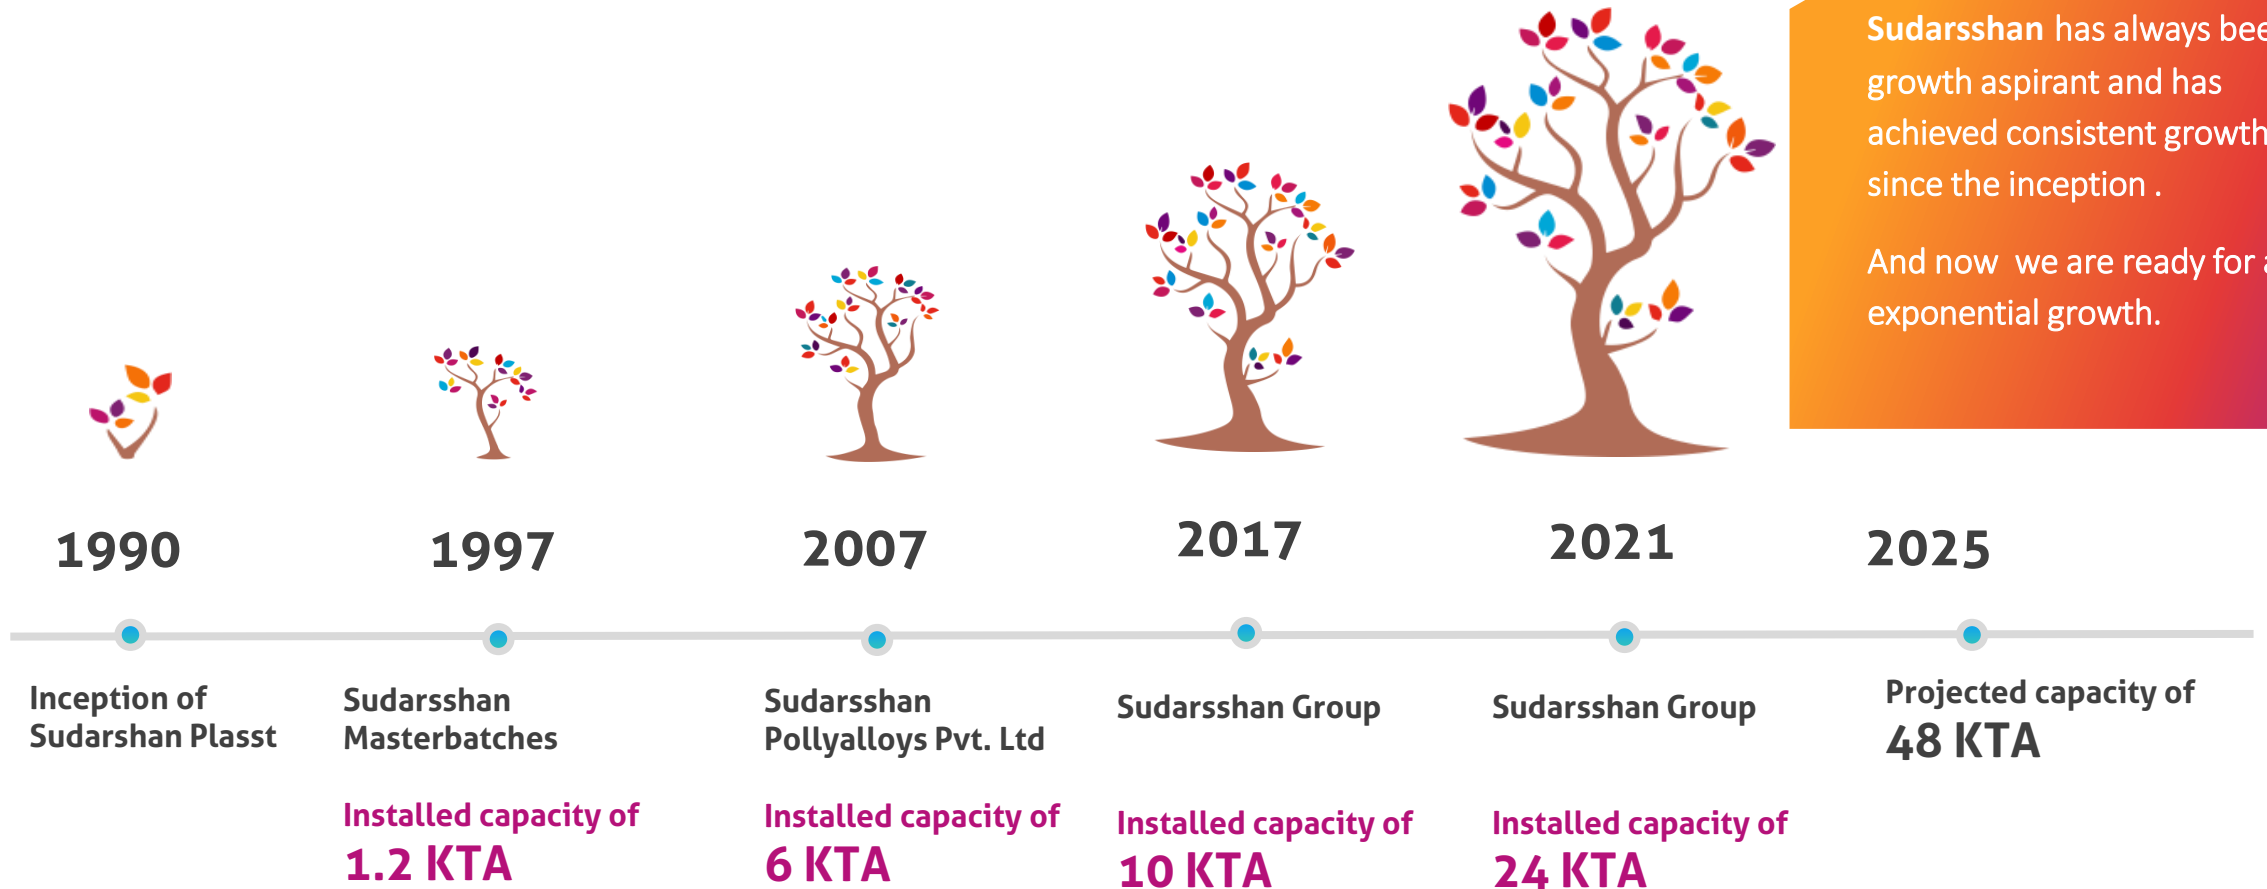 Sudarsshan has always bee
growth aspirant and has
achieved consistent growth
since the inception .
And now we are ready for a
exponential growth.
1990
1997
2007
2017
2021
2025
Inception of
Sudarshan Plasst
Sudarsshan
Masterbatches
Installed capacity of
1.2 KTA
Sudarsshan
Pollyalloys Pvt. Ltd
Installed capacity of
6 KTA
Sudarsshan Group
Installed capacity of
10 KTA
Sudarsshan Group
Installed capacity of
24 KTA
Projected capacity of
48 KTA